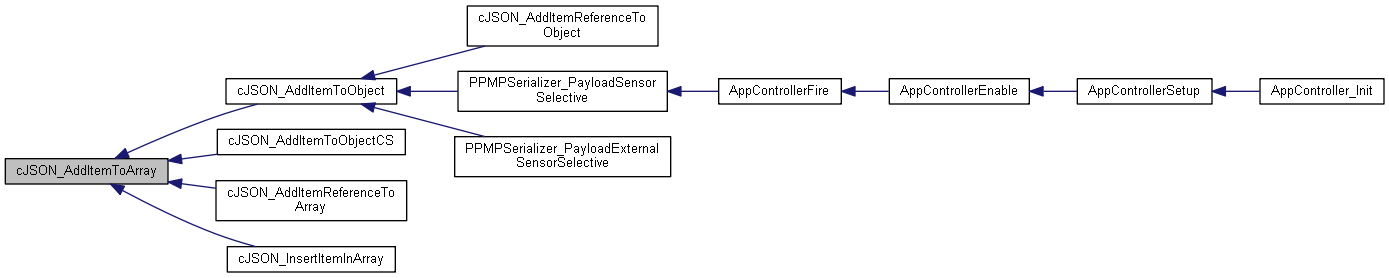 cJSON_AddItemReferenceTo
Object
cJSON_AddItemToObject
PPMPSerializer_PayloadSensor
Selective
AppControllerFire
AppControllerEnable
AppControllerSetup
AppController_Init
PPMPSerializer_PayloadExternal
SensorSelective
cJSON_AddItemToObjectCS
cJSON_AddItemToArray
cJSON_AddItemReferenceTo
Array
cJSON_InsertItemInArray